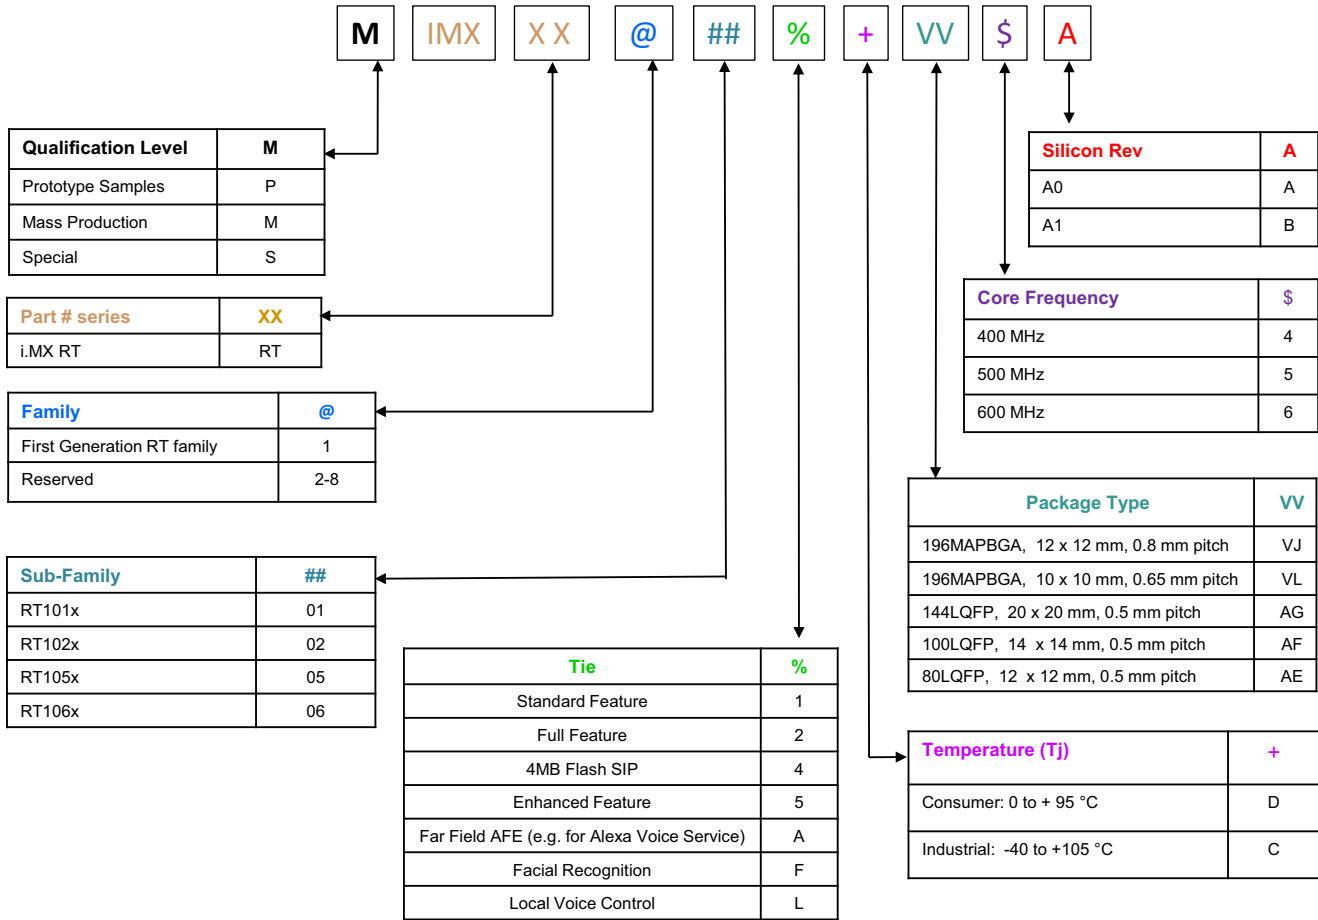 M IMX X X @ ## % + VV $ A
Qualification Level M
Prototype Samples P
Mass Production M
Special S
Part # series XX
i.MX RT RT
Family @
First Generation RT family 1
Reserved 2-8
Sub-Family ##
RT101x 01
RT102x 02
RT105x 05
RT106x 06
Tie %
Standard Feature 1
Full Feature 2
4MB Flash SIP 4
Enhanced Feature 5
Far Field AFE (e.g. for Alexa Voice Service) A
Facial Recognition F
Local Voice Control L
Silicon Rev A
A0 A
A1 B
Core Frequency $
400 MHz 4
500 MHz 5
600 MHz 6
Package Type VV
196MAPBGA, 12 x 12 mm, 0.8 mm pitch VJ
196MAPBGA, 10 x 10 mm, 0.65 mm pitch VL
144LQFP, 20 x 20 mm, 0.5 mm pitch AG
100LQFP, 14 x 14 mm, 0.5 mm pitch AF
80LQFP, 12 x 12 mm, 0.5 mm pitch AE
Temperature (Tj) +
Consumer: 0 to + 95 °C D
Industrial: -40 to +105 °C C